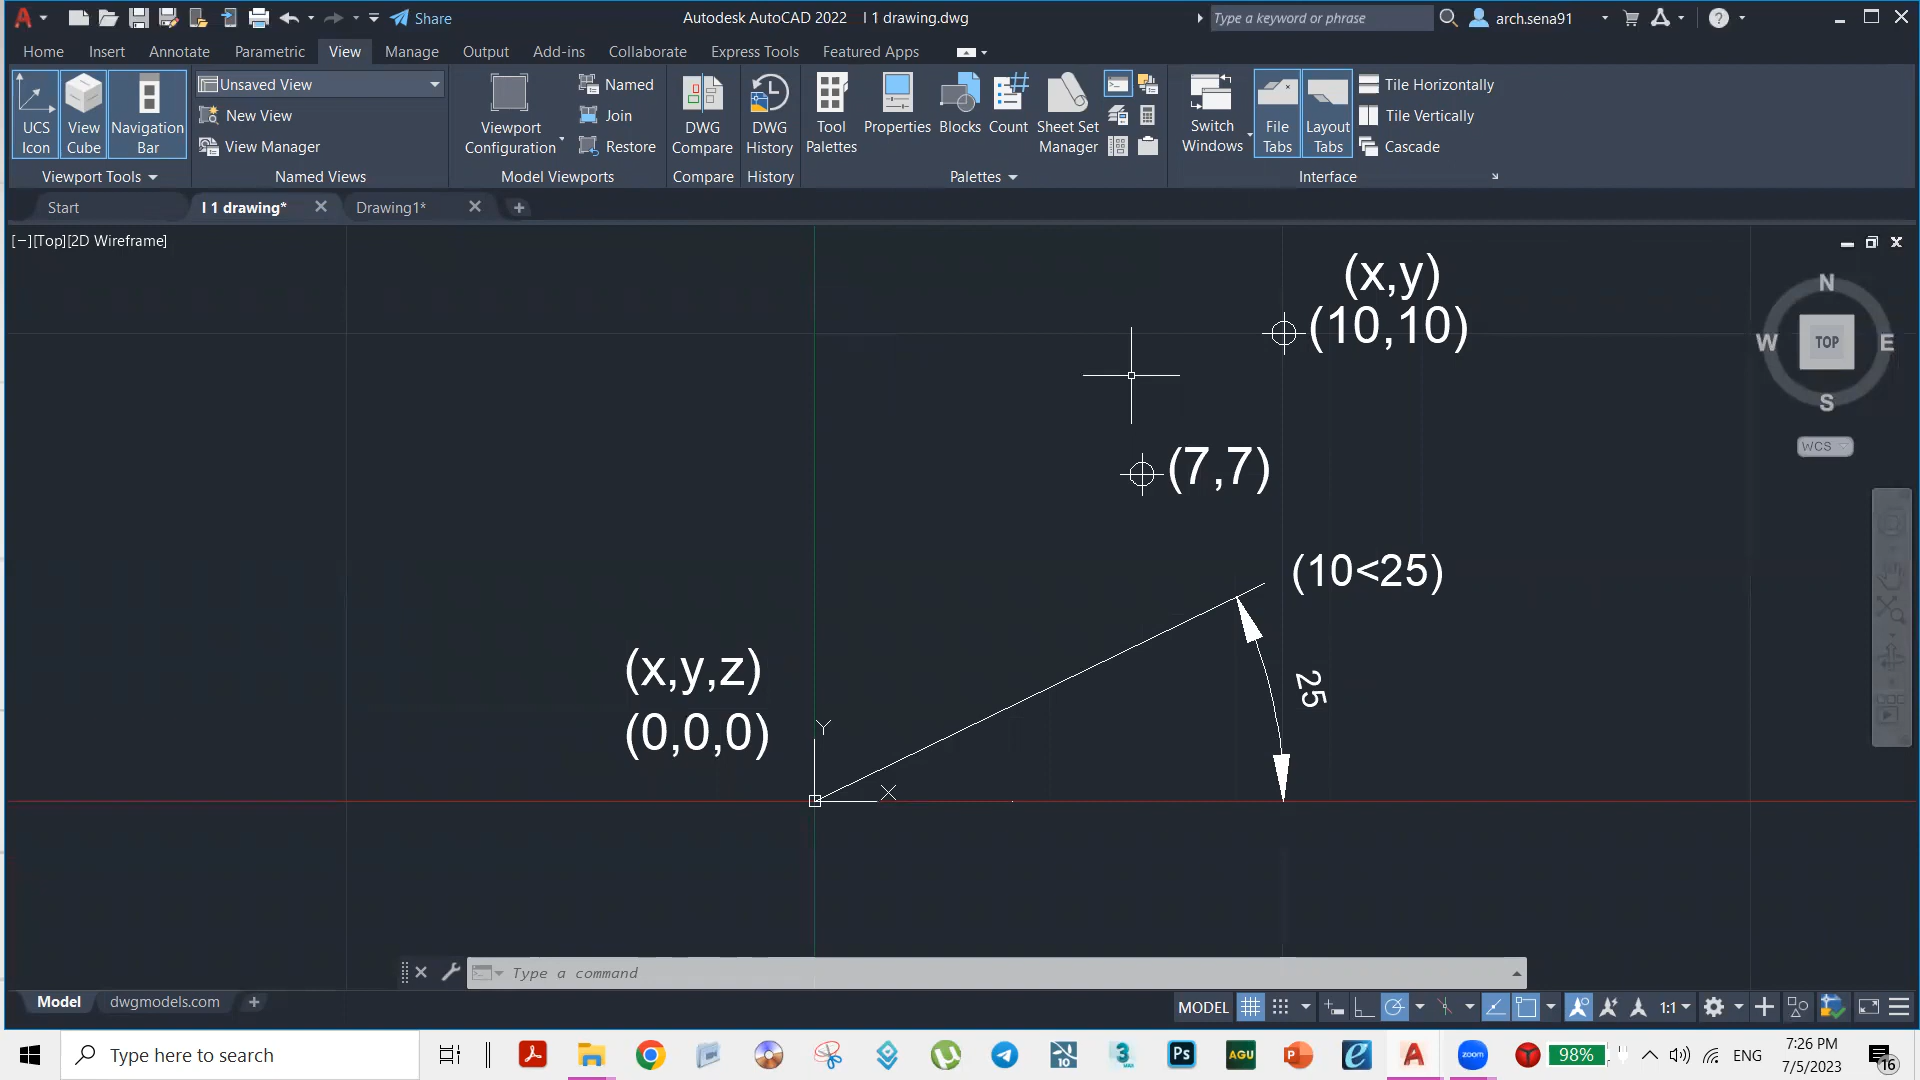 Share
Autodesk AutoCAD 2022 l 1 drawing.dwg
Type a keyword or phrase
arch.sena91
Home Insert Annotate Parametric View Manage Output Add-ins Collaborate Express Tools Featured Apps
UCS
Icon
View
Cube
Navigation
Bar
Viewport Tools
Unsaved View
New View
View Manager
Named Views
Viewport
Configuration
Named
Join
Restore
Model Viewports
DWG
Compare
Compare
DWG
History
History
Tool
Palettes
Properties
Blocks
Count
Sheet Set
Manager
Palettes
Switch
Windows
File
Tabs
Layout
Tabs
Tile Horizontally
Tile Vertically
Cascade
Interface
Start
l 1 drawing*
Drawing1*
[−][Top][2D Wireframe]
(x,y)
(10,10)
(7,7)
(10<25)
25
(x,y,z)
(0,0,0)
Y
X
N
W
TOP
E
S
WCS
Type a command
Model
dwgmodels.com
MODEL
1:1
Type here to search
10
3
Ps
AGU
P
zoom
98%
ENG
7:26 PM
7/5/2023
16